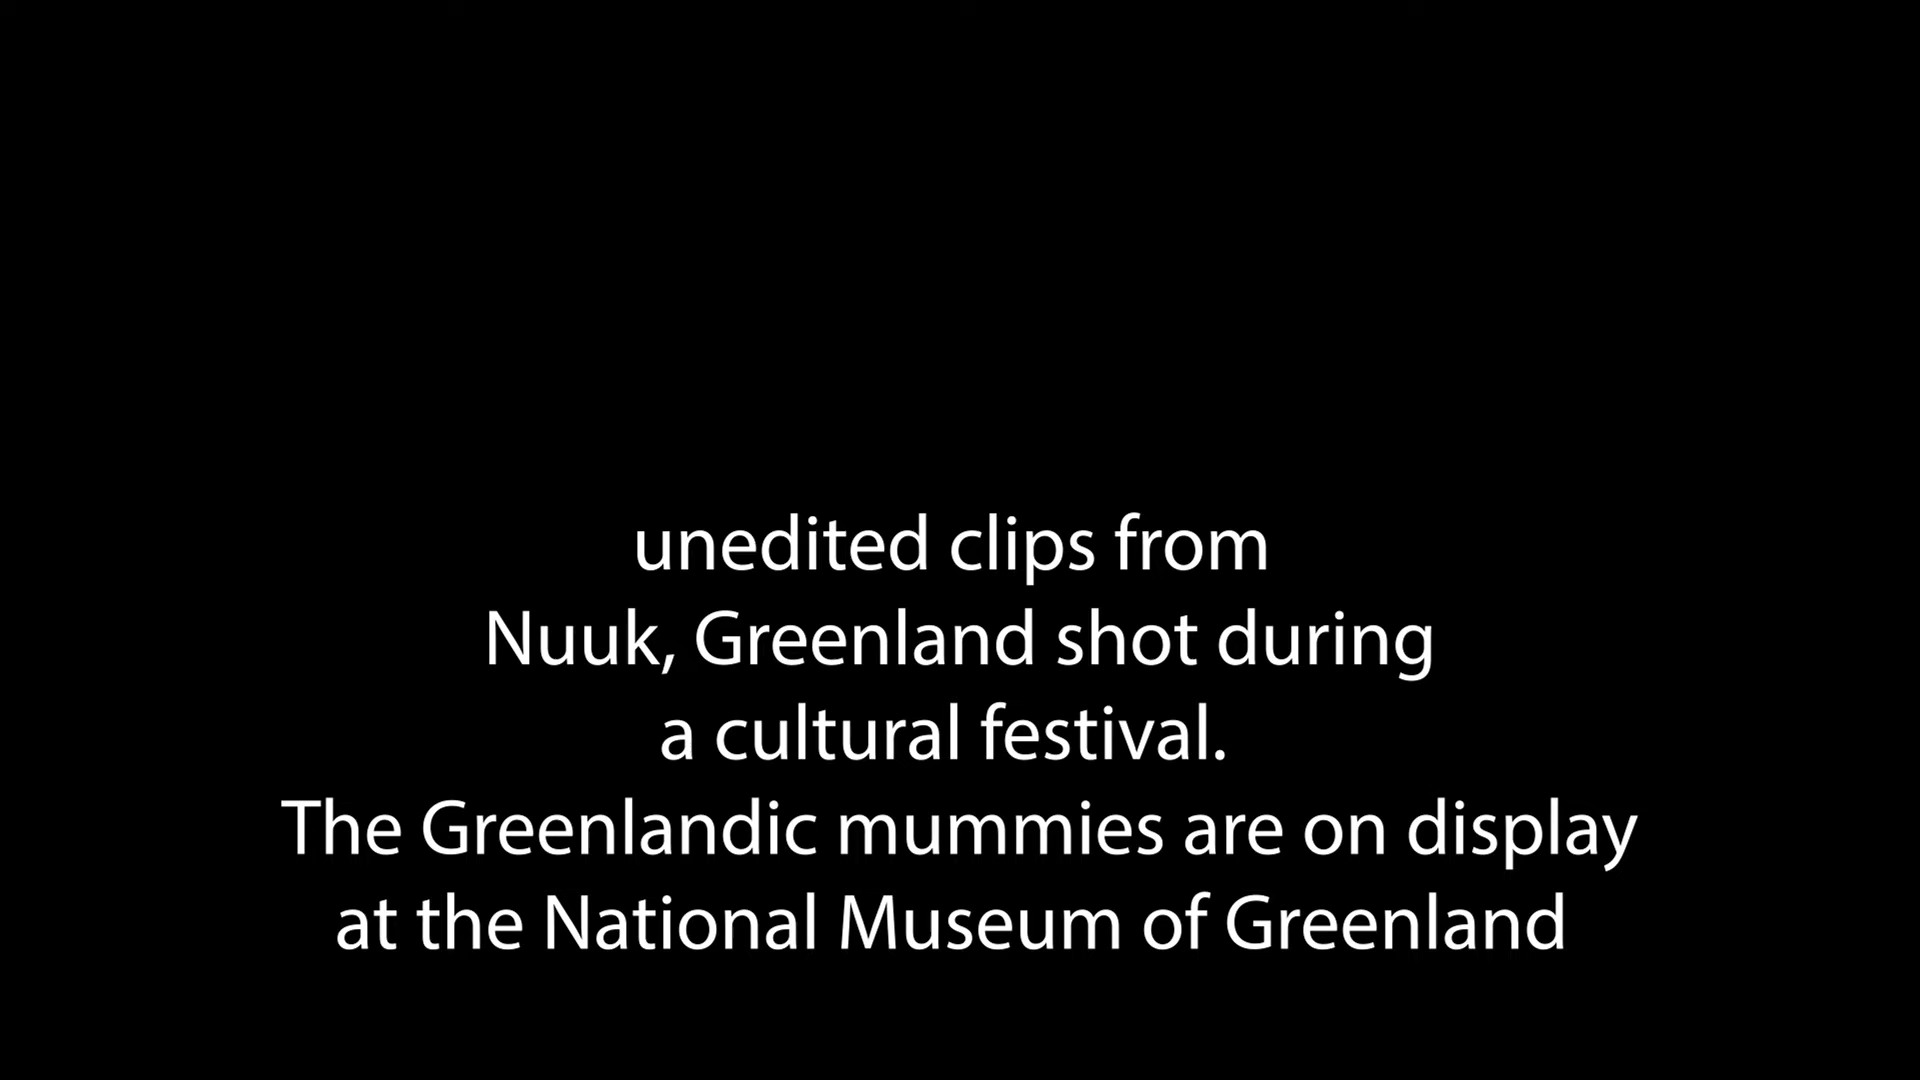 unedited clips from
Nuuk, Greenland shot during
a cultural festival.
The Greenlandic mummies are on display
at the National Museum of Greenland